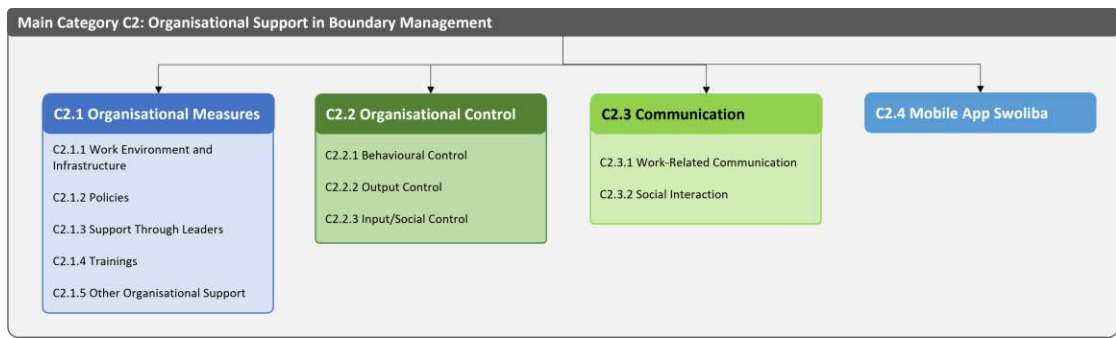 Main Category C2: Organisational Support in Boundary Management
C2.1 Organisational Measures
C2.1.1 Work Environment and
Infrastructure
C2.1.2 Policies
C2.1.3 Support Through Leaders
C2.1.4 Trainings
C2.1.5 Other Organisational Support
C2.2 Organisational Control
C2.2.1 Behavioural Control
C2.2.2 Output Control
C2.2.3 Input/Social Control
C2.3 Communication
C2.3.1 Work-Related Communication
C2.3.2 Social Interaction
C2.4 Mobile App Swoliba